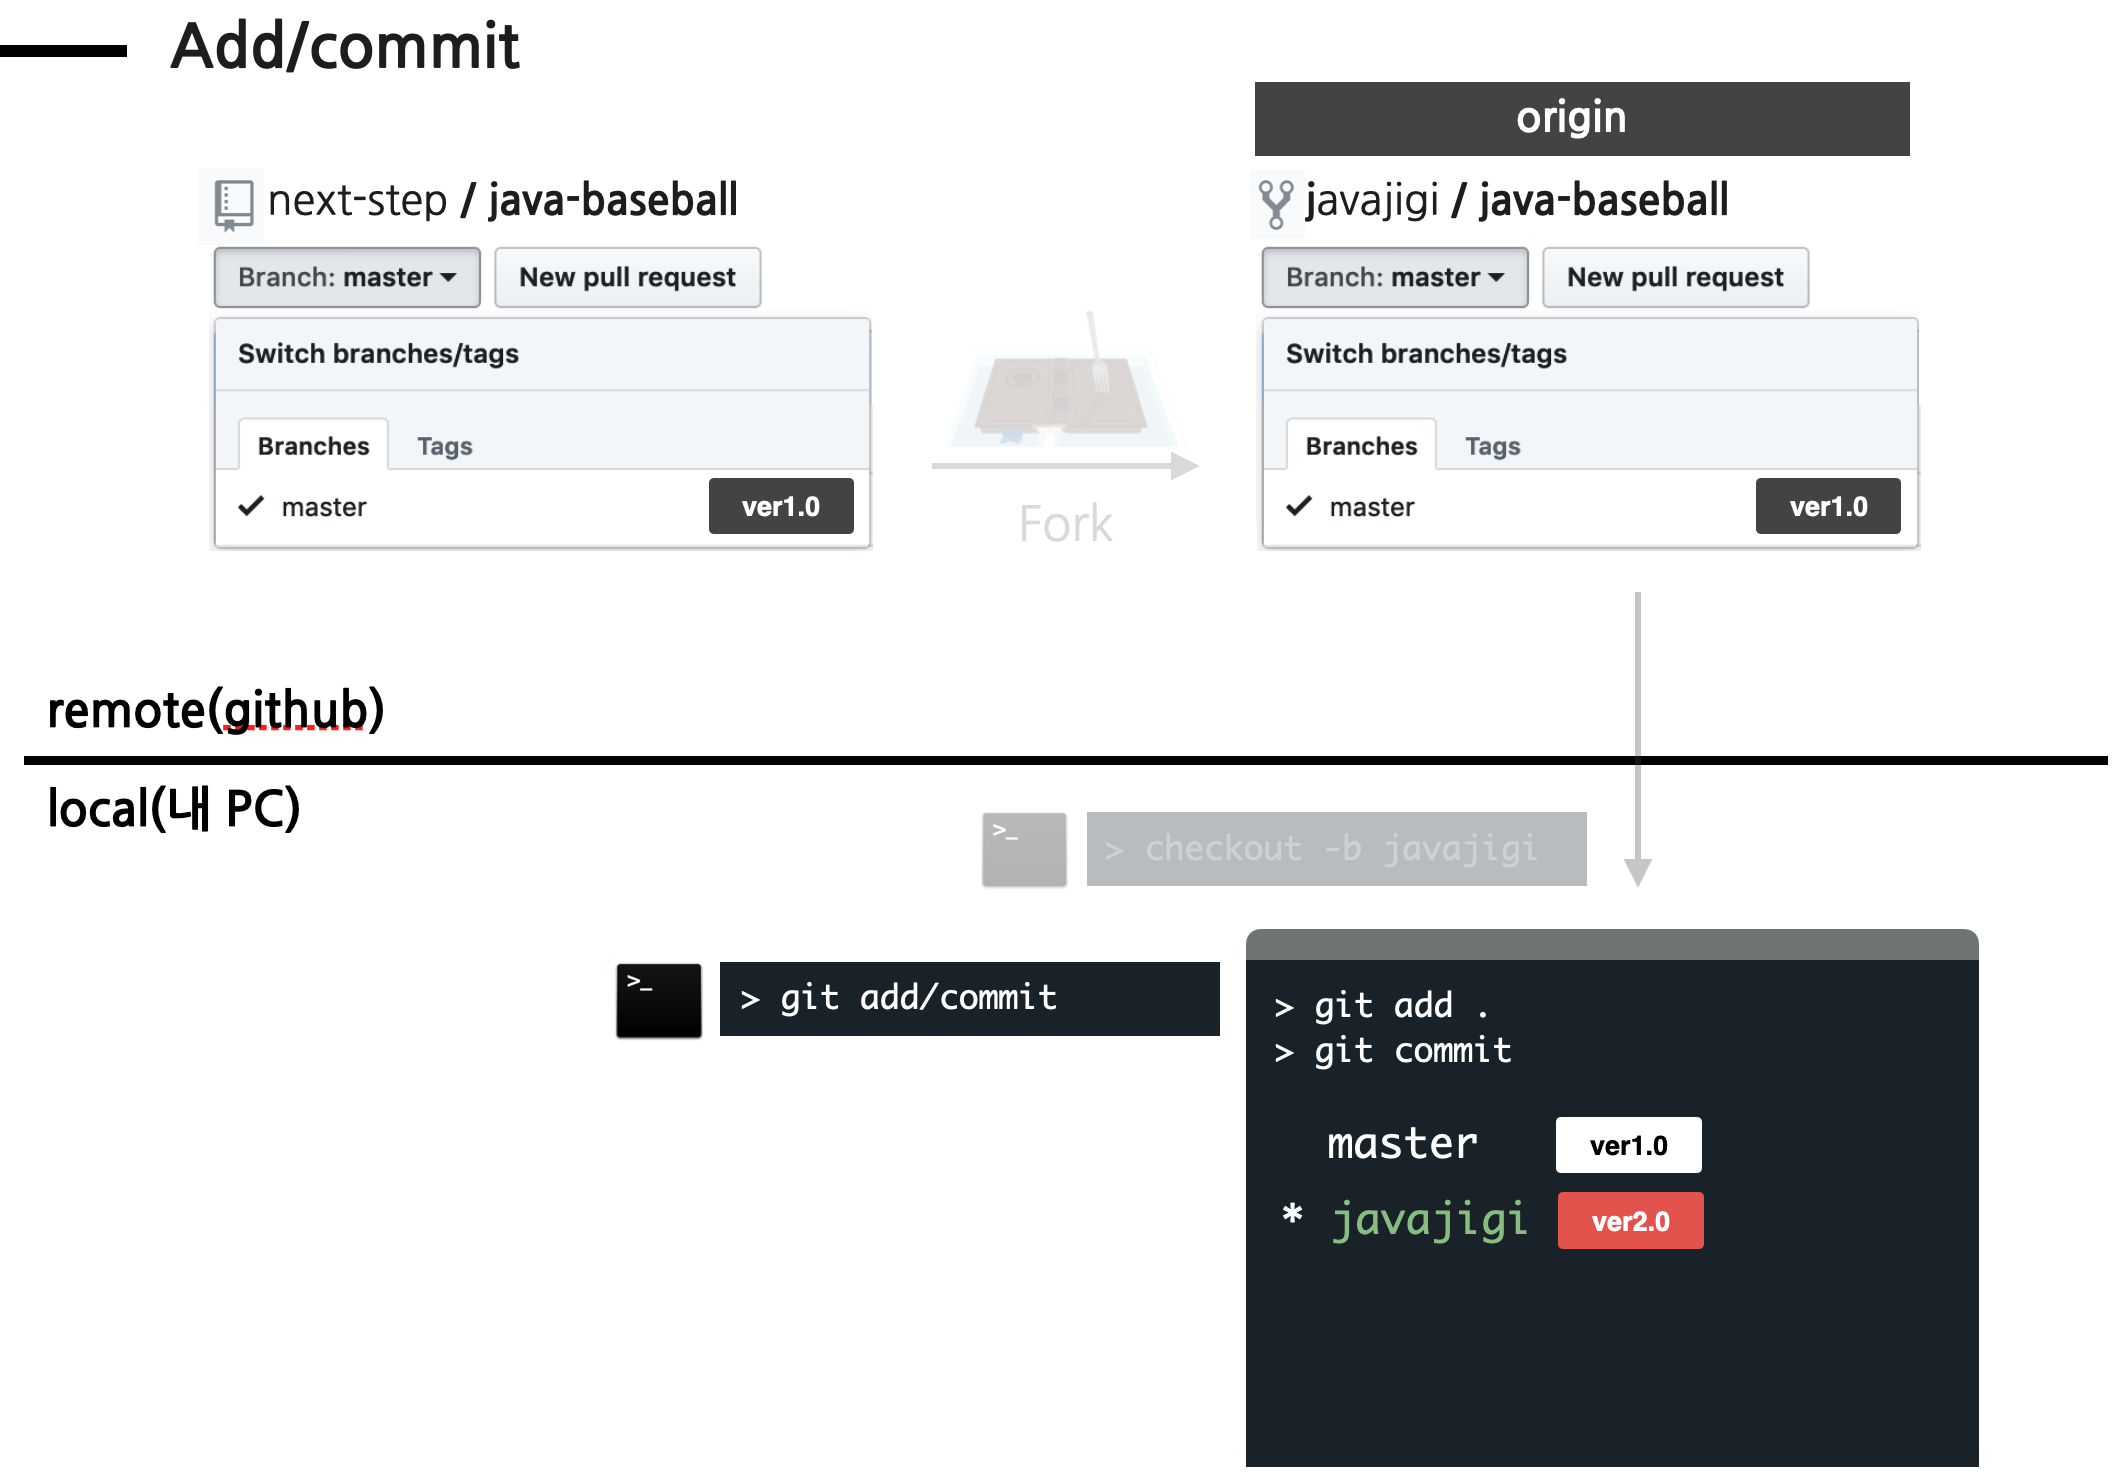 Add/commit
origin
next-step / java-baseball
javajigi / java-baseball
Branch: master
New pull request
Branch: master
New pull request
Switch branches/tags
Switch branches/tags
Branches
Tags
Branches
Tags
master
ver1.0
Fork
master
ver1.0
remote(github)
local(내 PC)
>_
> checkout -b javajigi
>_
> git add/commit
> git add .
> git commit
master
ver1.0
* javajigi
ver2.0